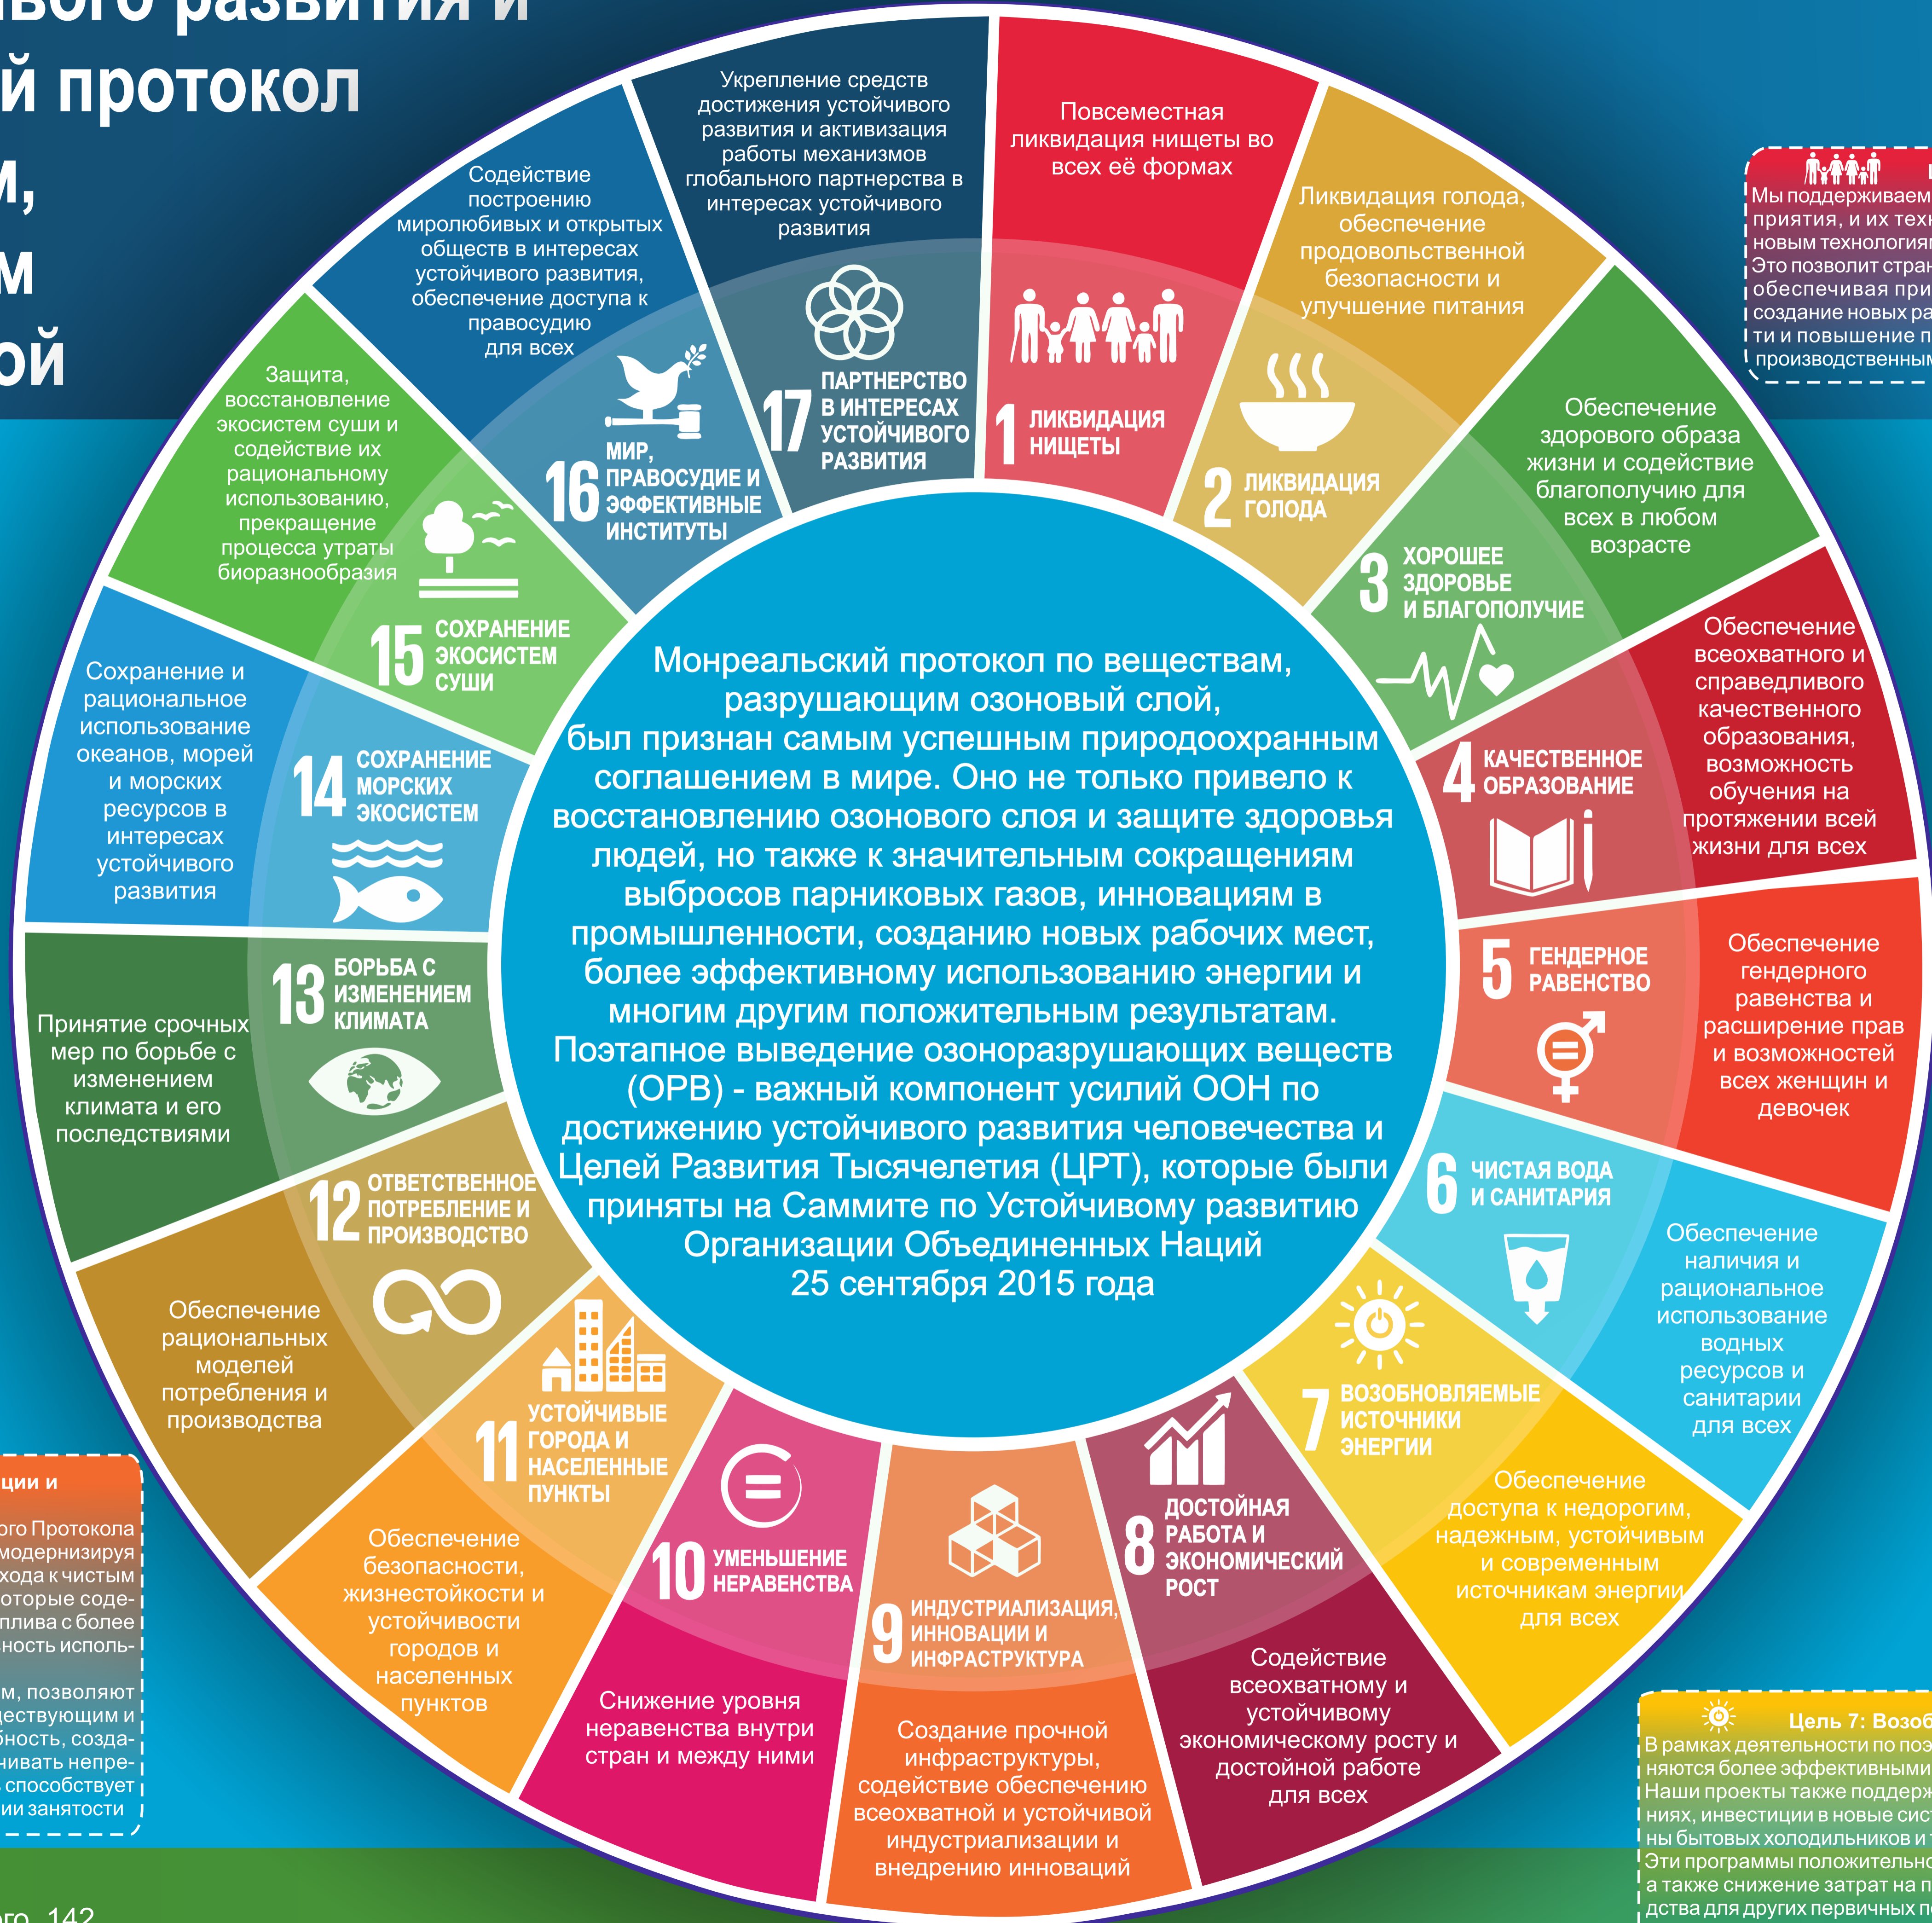 вого развития и
й протокол
м,
м
ой
Укрепление средств
достижения устойчивого
развития и активизация
работы механизмов
глобального партнерства в
интересах устойчивого
развития
17 ПАРТНЕРСТВО
В ИНТЕРЕСАХ
УСТОЙЧИВОГО
РАЗВИТИЯ
Повсеместная
ликвидация нищеты во
всех её формах
1 ЛИКВИДАЦИЯ
НИЩЕТЫ
Ликвидация голода,
обеспечение
продовольственной
безопасности и
улучшение питания
2 ЛИКВИДАЦИЯ
ГОЛОДА
Обеспечение
здорового образа
жизни и содействие
благополучию для
всех в любом
возрасте
3 ХОРОШЕЕ
ЗДОРОВЬЕ
И БЛАГОПОЛУЧИЕ
Обеспечение
всеохватного и
справедливого
качественного
образования,
возможность
обучения на
протяжении всей
жизни для всех
4 КАЧЕСТВЕННОЕ
ОБРАЗОВАНИЕ
Обеспечение
гендерного
равенства и
расширение прав
и возможностей
всех женщин и
девочек
5 ГЕНДЕРНОЕ
РАВЕНСТВО
Обеспечение
наличия и
рациональное
использование
водных
ресурсов и
санитарии
для всех
6 ЧИСТАЯ ВОДА
И САНИТАРИЯ
Обеспечение
доступа к недорогим,
надежным, устойчивым
и современным
источникам энергии
для всех
7 ВОЗОБНОВЛЯЕМЫЕ
ИСТОЧНИКИ
ЭНЕРГИИ
Содействие
всеохватному и
устойчивому
экономическому росту и
достойной работе
для всех
8 ДОСТОЙНАЯ
РАБОТА И
ЭКОНОМИЧЕСКИЙ
РОСТ
Создание прочной
инфраструктуры,
содействие обеспечению
всеохватной и устойчивой
индустриализации и
внедрению инноваций
9 ИНДУСТРИАЛИЗАЦИЯ,
ИННОВАЦИИ И
ИНФРАСТРУКТУРА
Снижение уровня
неравенства внутри
стран и между ними
10 УМЕНЬШЕНИЕ
НЕРАВЕНСТВА
Обеспечение
безопасности,
жизнестойкости и
устойчивости
городов и
населенных
пунктов
11 УСТОЙЧИВЫЕ
ГОРОДА И
НАСЕЛЕННЫЕ
ПУНКТЫ
Обеспечение
рациональных
моделей
потребления и
производства
12 ОТВЕТСТВЕННОЕ
ПОТРЕБЛЕНИЕ И
ПРОИЗВОДСТВО
Принятие срочных
мер по борьбе с
изменением
климата и его
последствиями
13 БОРЬБА С
ИЗМЕНЕНИЕМ
КЛИМАТА
Сохранение и
рациональное
использование
океанов, морей
и морских
ресурсов в
интересах
устойчивого
развития
14 СОХРАНЕНИЕ
МОРСКИХ
ЭКОСИСТЕМ
Защита,
восстановление
экосистем суши и
содействие их
рациональному
использованию,
прекращение
процесса утраты
биоразнообразия
15 СОХРАНЕНИЕ
ЭКОСИСТЕМ
СУШИ
Содействие
построению
миролюбивых и открытых
обществ в интересах
устойчивого развития,
обеспечение доступа к
правосудию
для всех
16 МИР,
ПРАВОСУДИЕ И
ЭФФЕКТИВНЫЕ
ИНСТИТУТЫ
Монреальский протокол по веществам,
разрушающим озоновый слой,
был признан самым успешным природоохранным
соглашением в мире. Оно не только привело к
восстановлению озонового слоя и защите здоровья
людей, но также к значительным сокращениям
выбросов парниковых газов, инновациям в
промышленности, созданию новых рабочих мест,
более эффективному использованию энергии и
многим другим положительным результатам.
Поэтапное выведение озоноразрушающих веществ
(ОРВ) - важный компонент усилий ООН по
достижению устойчивого развития человечества и
Целей Развития Тысячелетия (ЦРТ), которые были
приняты на Саммите по Устойчивому развитию
Организации Объединенных Наций
25 сентября 2015 года
Мы поддерживаем
приятия, и их техн
новым технология
Это позволит стран
обеспечивая при
создание новых ра
ти и повышение п
производственным
ции и
ого Протокола
модернизируя
хода к чистым
оторые соде-
плива с более
ность исполь-
м, позволяют
ществующим и
бность, созда-
чивать непре-
способствует
ии занятости
Цель 7: Возоб
В рамках деятельности по поэ
няются более эффективными
Наши проекты также поддерж
ниях, инвестиции в новые сис
ны бытовых холодильников и
Эти программы положительно
а также снижение затрат на п
дства для других первичных п
ого, 142